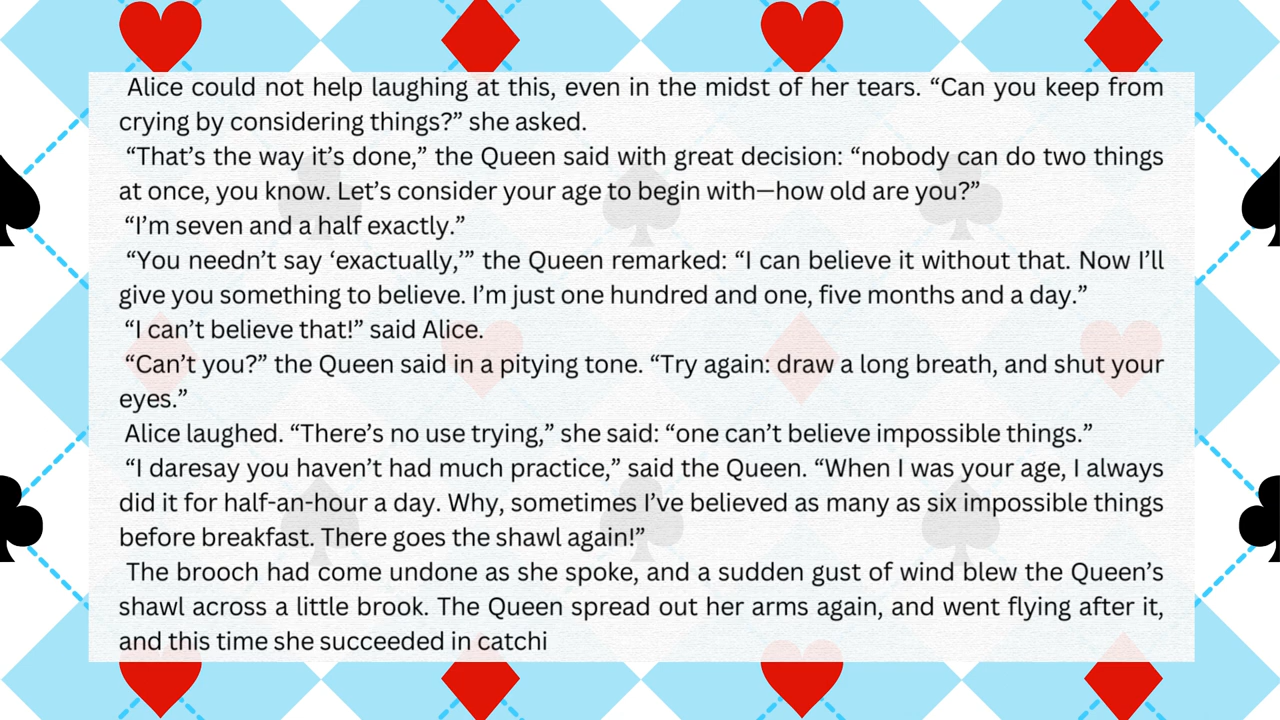 Alice could not help laughing at this, even in the midst of her tears. “Can you keep from
crying by considering things?” she asked.
“That’s the way it’s done,” the Queen said with great decision: “nobody can do two things
at once, you know. Let’s consider your age to begin with—how old are you?”
“I’m seven and a half exactly.”
“You needn’t say ‘exactually,’” the Queen remarked: “I can believe it without that. Now I’ll
give you something to believe. I’m just one hundred and one, five months and a day.”
“I can’t believe that!” said Alice.
“Can’t you?” the Queen said in a pitying tone. “Try again: draw a long breath, and shut your
eyes.”
Alice laughed. “There’s no use trying,” she said: “one can’t believe impossible things.”
“I daresay you haven’t had much practice,” said the Queen. “When I was your age, I always
did it for half-an-hour a day. Why, sometimes I’ve believed as many as six impossible things
before breakfast. There goes the shawl again!”
The brooch had come undone as she spoke, and a sudden gust of wind blew the Queen’s
shawl across a little brook. The Queen spread out her arms again, and went flying after it,
and this time she succeeded in catchi